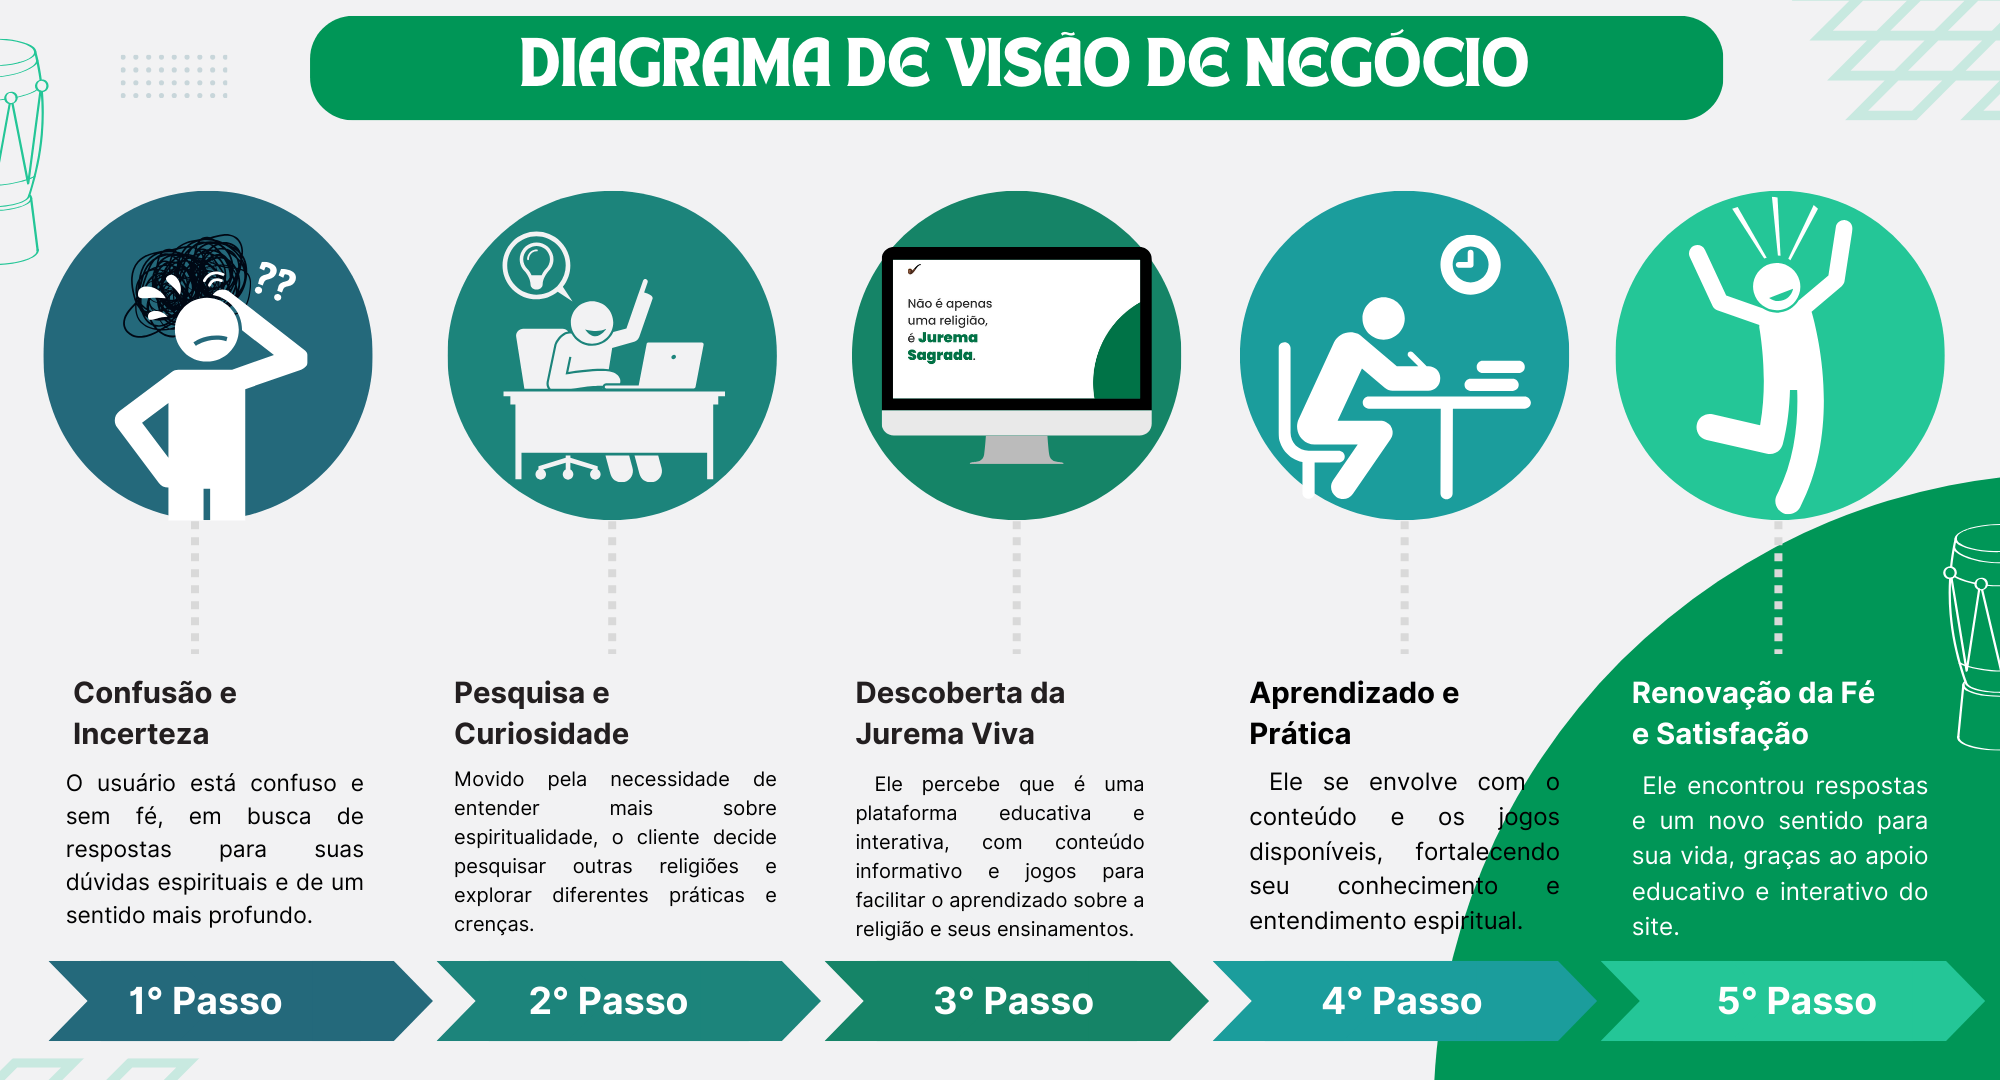 DIAGRAMA DE VISÃO DE NEGÓCIO
??
Não é apenas
uma religião,
é Jurema
Sagrada.
Confusão e
Incerteza
O usuário está confuso e
sem fé, em busca de
respostas para suas
dúvidas espirituais e de um
sentido mais profundo.
1° Passo
Pesquisa e
Curiosidade
Movido pela necessidade de
entender mais sobre
espiritualidade, o cliente decide
pesquisar outras religiões e
explorar diferentes práticas e
crenças.
2° Passo
Descoberta da
Jurema Viva
Ele percebe que é uma
plataforma educativa e
interativa, com conteúdo
informativo e jogos para
facilitar o aprendizado sobre a
religião e seus ensinamentos.
3° Passo
Aprendizado e
Prática
Ele se envolve com o
conteúdo e os jogos
disponíveis, fortalecendo
seu conhecimento e
entendimento espiritual.
4° Passo
Renovação da Fé
e Satisfação
Ele encontrou respostas
e um novo sentido para
sua vida, graças ao apoio
educativo e interativo do
site.
5° Passo